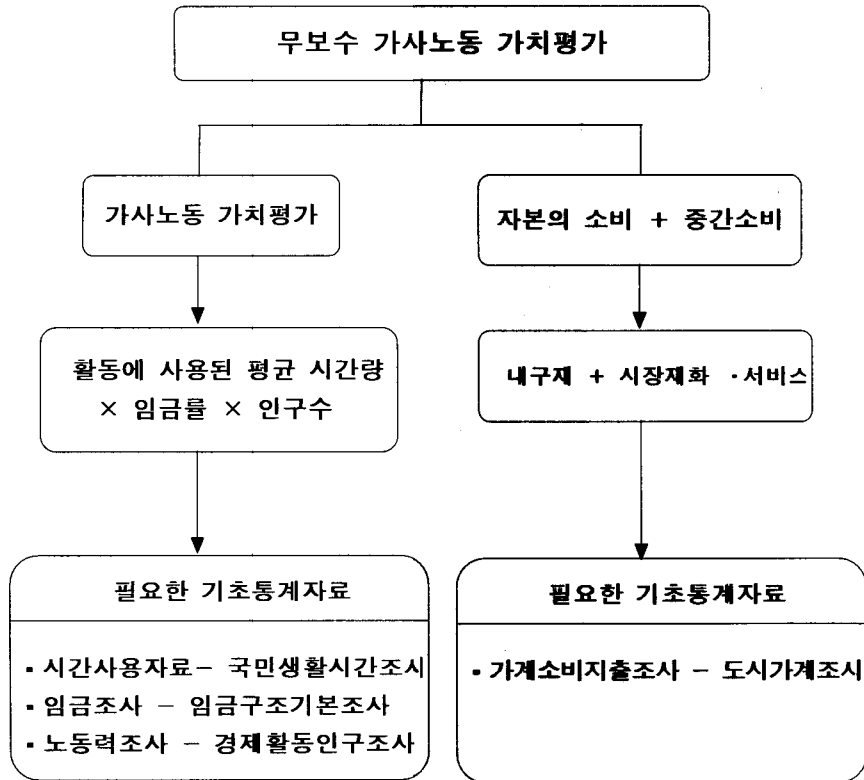 무보수 가사노동 가치평가
가사노동 가치평가
자본의 소비 + 중간소비
활동에 사용된 평균 시간량
× 임금률 × 인구수
내구재 + 시장재화 ·서비스
필요한 기초통계자료
▪ 시간사용자료– 국민생활시간조사
▪ 임금조사 – 임금구조기본조사
▪ 노동력조사 – 경제활동인구조사
필요한 기초통계자료
▪ 가계소비지출조사 – 도시가계조사